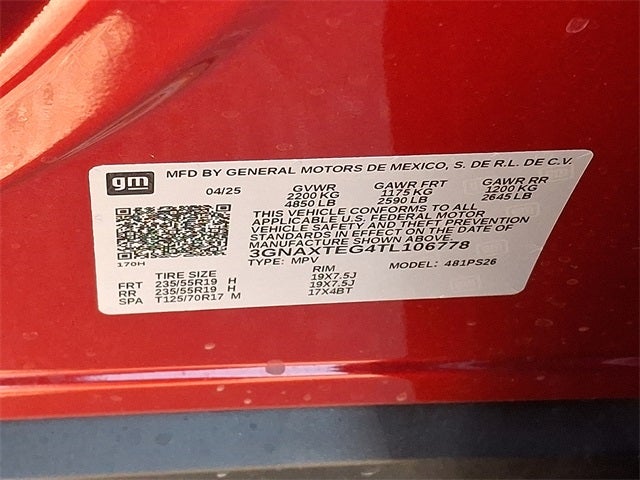 gm
MFD BY GENERAL MOTORS DE MEXICO, S. DE R.L. DE C.V.
04/25 GVWR GAWR FRT GAWR RR
2200 KG 1175 KG 1200 KG
4850 LB 2590 LB 2645 LB
THIS VEHICLE CONFORMS TO ALL
APPLICABLE U.S. FEDERAL MOTOR
VEHICLE SAFETY AND THEFT PREVENTION
STANDARDS IN EFFECT ON THE DATE OF
MANUFACTURE SHOWN ABOVE
3GNAXTEG4TL106778
170H
TYPE: MPV MODEL: 481PS26
TIRE SIZE RIM
FRT 235/55R19 H 19X7.5J
RR 235/55R19 H 19X7.5J
SPA T125/70R17 M 17X4BT